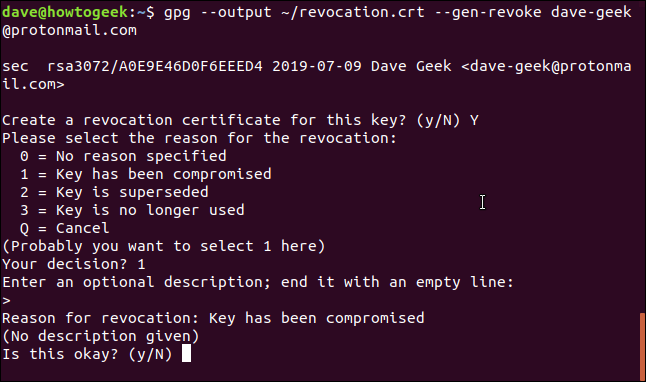 dave@howtogeek:~$ gpg --output ~/revocation.crt --gen-revoke dave-geek
@protonmail.com
sec  rsa3072/A0E9E46D0F6EEED4 2019-07-09 Dave Geek <dave-geek@protonma
il.com>
Create a revocation certificate for this key? (y/N) Y
Please select the reason for the revocation:
  0 = No reason specified
  1 = Key has been compromised
  2 = Key is superseded
  3 = Key is no longer used
  Q = Cancel
(Probably you want to select 1 here)
Your decision? 1
Enter an optional description; end it with an empty line:
>
Reason for revocation: Key has been compromised
(No description given)
Is this okay? (y/N)